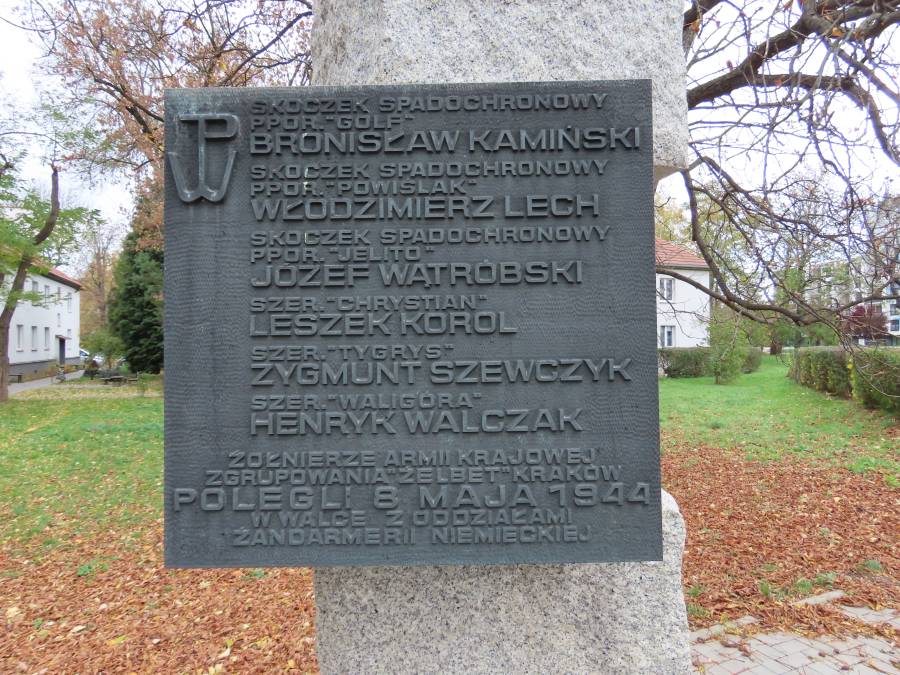 SKOCZEK SPADOCHRONOWY
PPOR. "GOLF"
BRONISŁAW KAMIŃSKI
SKOCZEK SPADOCHRONOWY
PPOR. "POWIŚLAK"
WŁODZIMIERZ LECH
SKOCZEK SPADOCHRONOWY
PPOR. "JELITO"
JÓZEF WĄTRÓBSKI
SZER. "CHRYSTIAN"
LESZEK KOROL
SZER. "TYGRYS"
ZYGMUNT SZEWCZYK
SZER. "WALIGÓRA"
HENRYK WALCZAK
ŻOŁNIERZE ARMII KRAJOWEJ
ZGRUPOWANIA "ŻELBET" KRAKÓW
POLEGLI 8 MAJA 1944
W WALCE Z ODDZIAŁAMI
ŻANDARMERII NIEMIECKIEJ